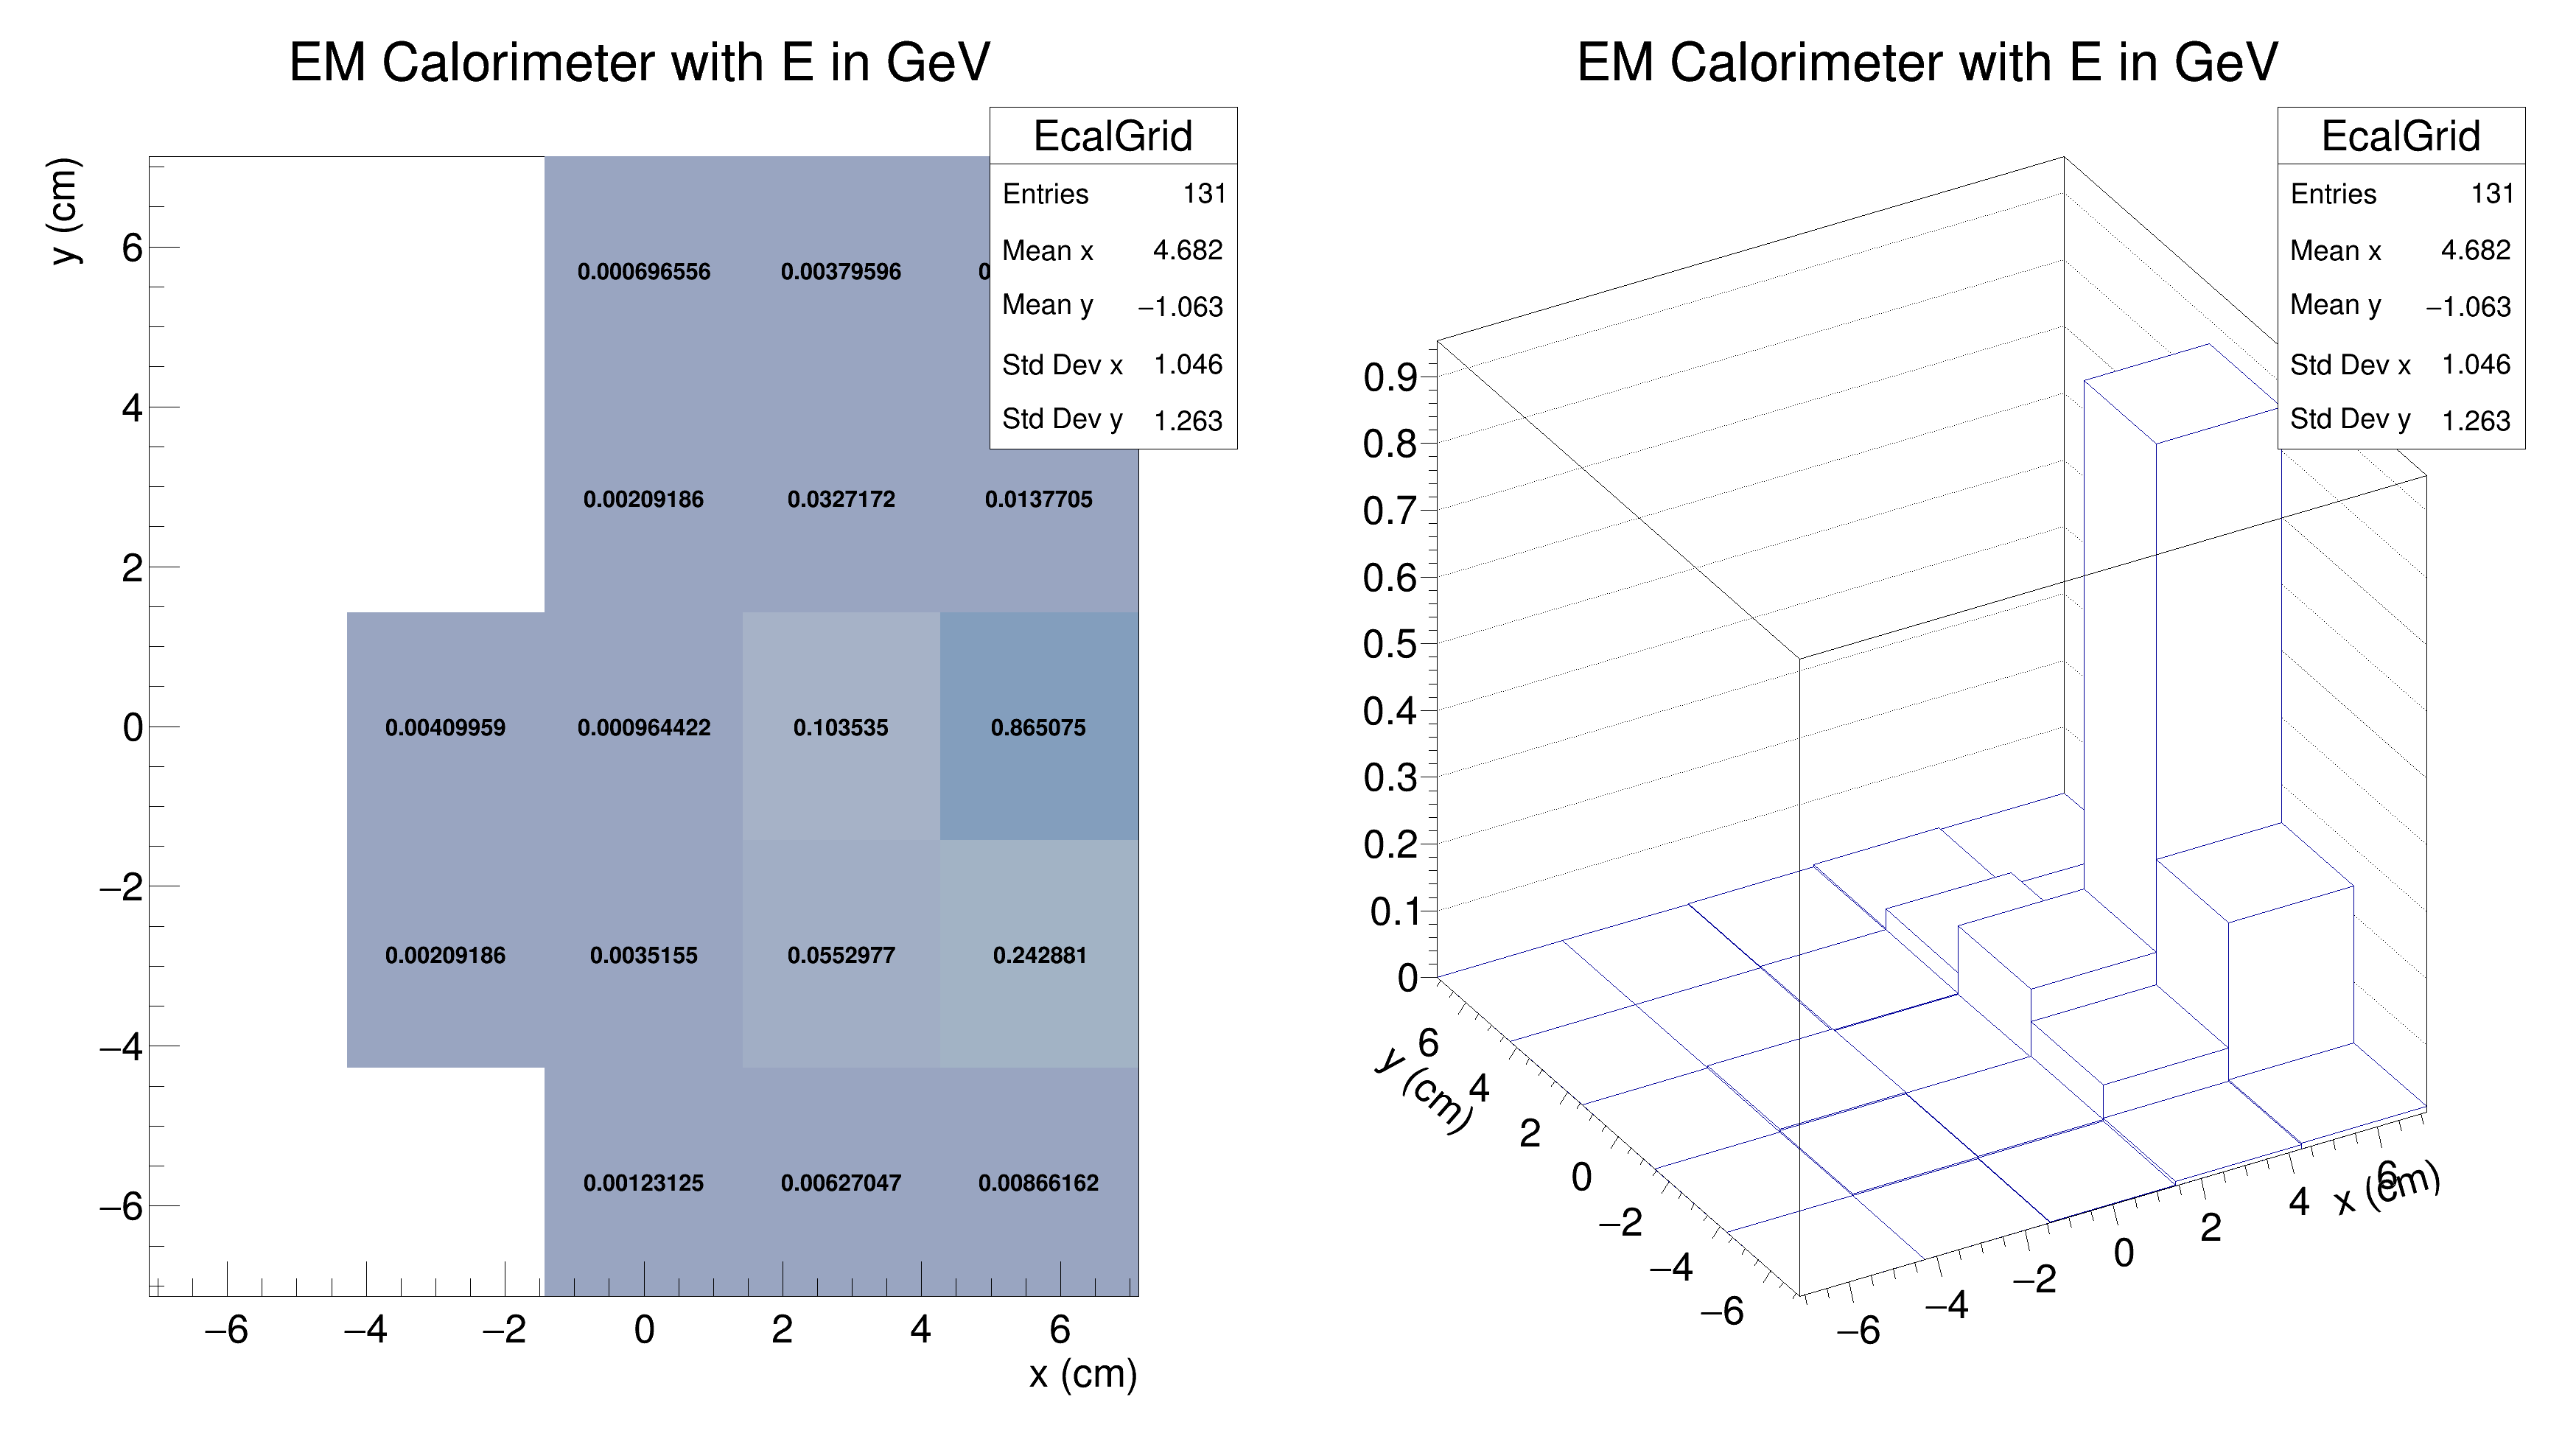 EM Calorimeter with E in GeV
EcalGrid
Entries 131
Mean x 4.682
Mean y −1.063
Std Dev x 1.046
Std Dev y 1.263
y (cm)
6
4
2
0
−2
−4
−6
0.000696556 0.00379596
0.00209186 0.0327172 0.0137705
0.00409959 0.000964422 0.103535 0.865075
0.00209186 0.0035155 0.0552977 0.242881
0.00123125 0.00627047 0.00866162
−6 −4 −2 0 2 4 6
x (cm)
EM Calorimeter with E in GeV
EcalGrid
Entries 131
Mean x 4.682
Mean y −1.063
Std Dev x 1.046
Std Dev y 1.263
0.9
0.8
0.7
0.6
0.5
0.4
0.3
0.2
0.1
0
y (cm)
6
4
2
0
−2
−4
−6
−6
−4
−2
0
2
4
6
x (cm)